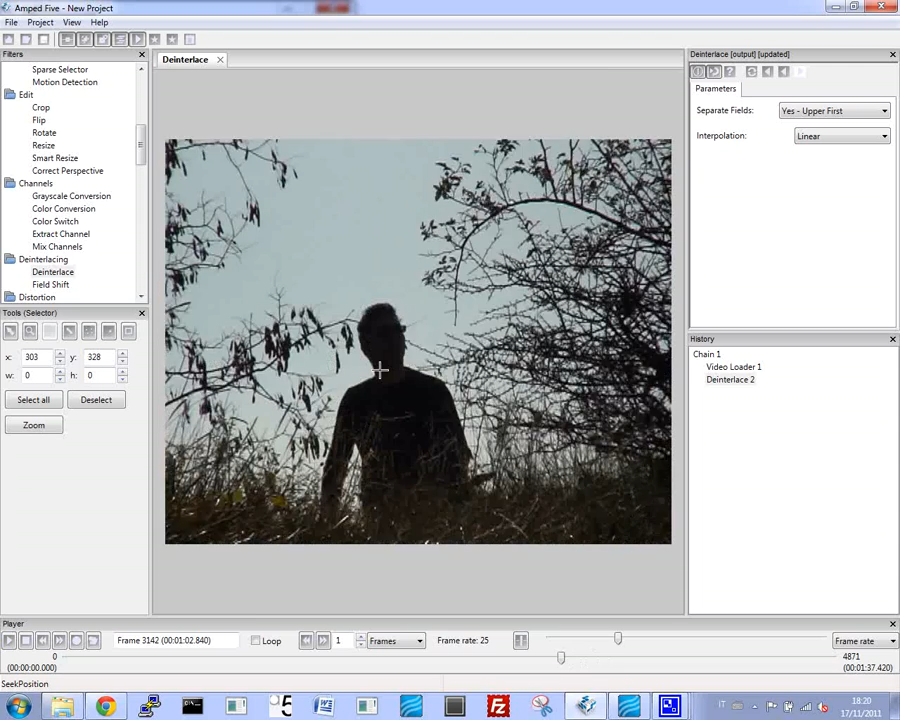 Amped Five - New Project
File Project View Help
Filters
Sparse Selector
Motion Detection
Edit
Crop
Flip
Rotate
Resize
Smart Resize
Correct Perspective
Channels
Grayscale Conversion
Color Conversion
Color Switch
Extract Channel
Mix Channels
Deinterlacing
Deinterlace
Field Shift
Distortion
Tools (Selector)
x: 303 y: 328
w: 0 h: 0
Select all Deselect
Zoom
Deinterlace
Deinterlace [output] [updated]
Parameters
Separate Fields: Yes - Upper First
Interpolation: Linear
History
Chain 1
Video Loader 1
Deinterlace 2
Player
Frame 3142 (00:01:02.840) Loop 1 Frames Frame rate: 25 Frame rate
0 4871
(00:00:00.000) (00:01:37.420)
SeekPosition
IT 18:20
17/11/2011